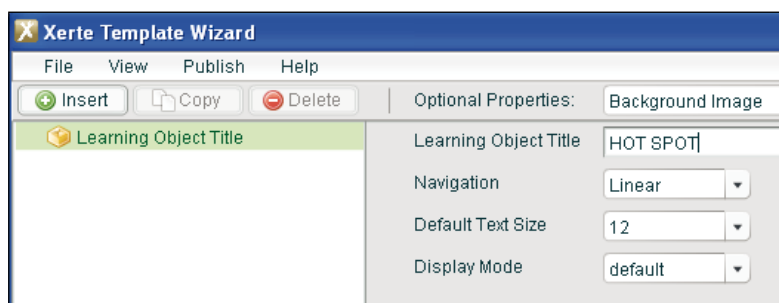 Xerte Template Wizard
File View Publish Help
Insert Copy Delete Optional Properties: Background Image
Learning Object Title Learning Object Title HOT SPOT
Navigation Linear
Default Text Size 12
Display Mode default